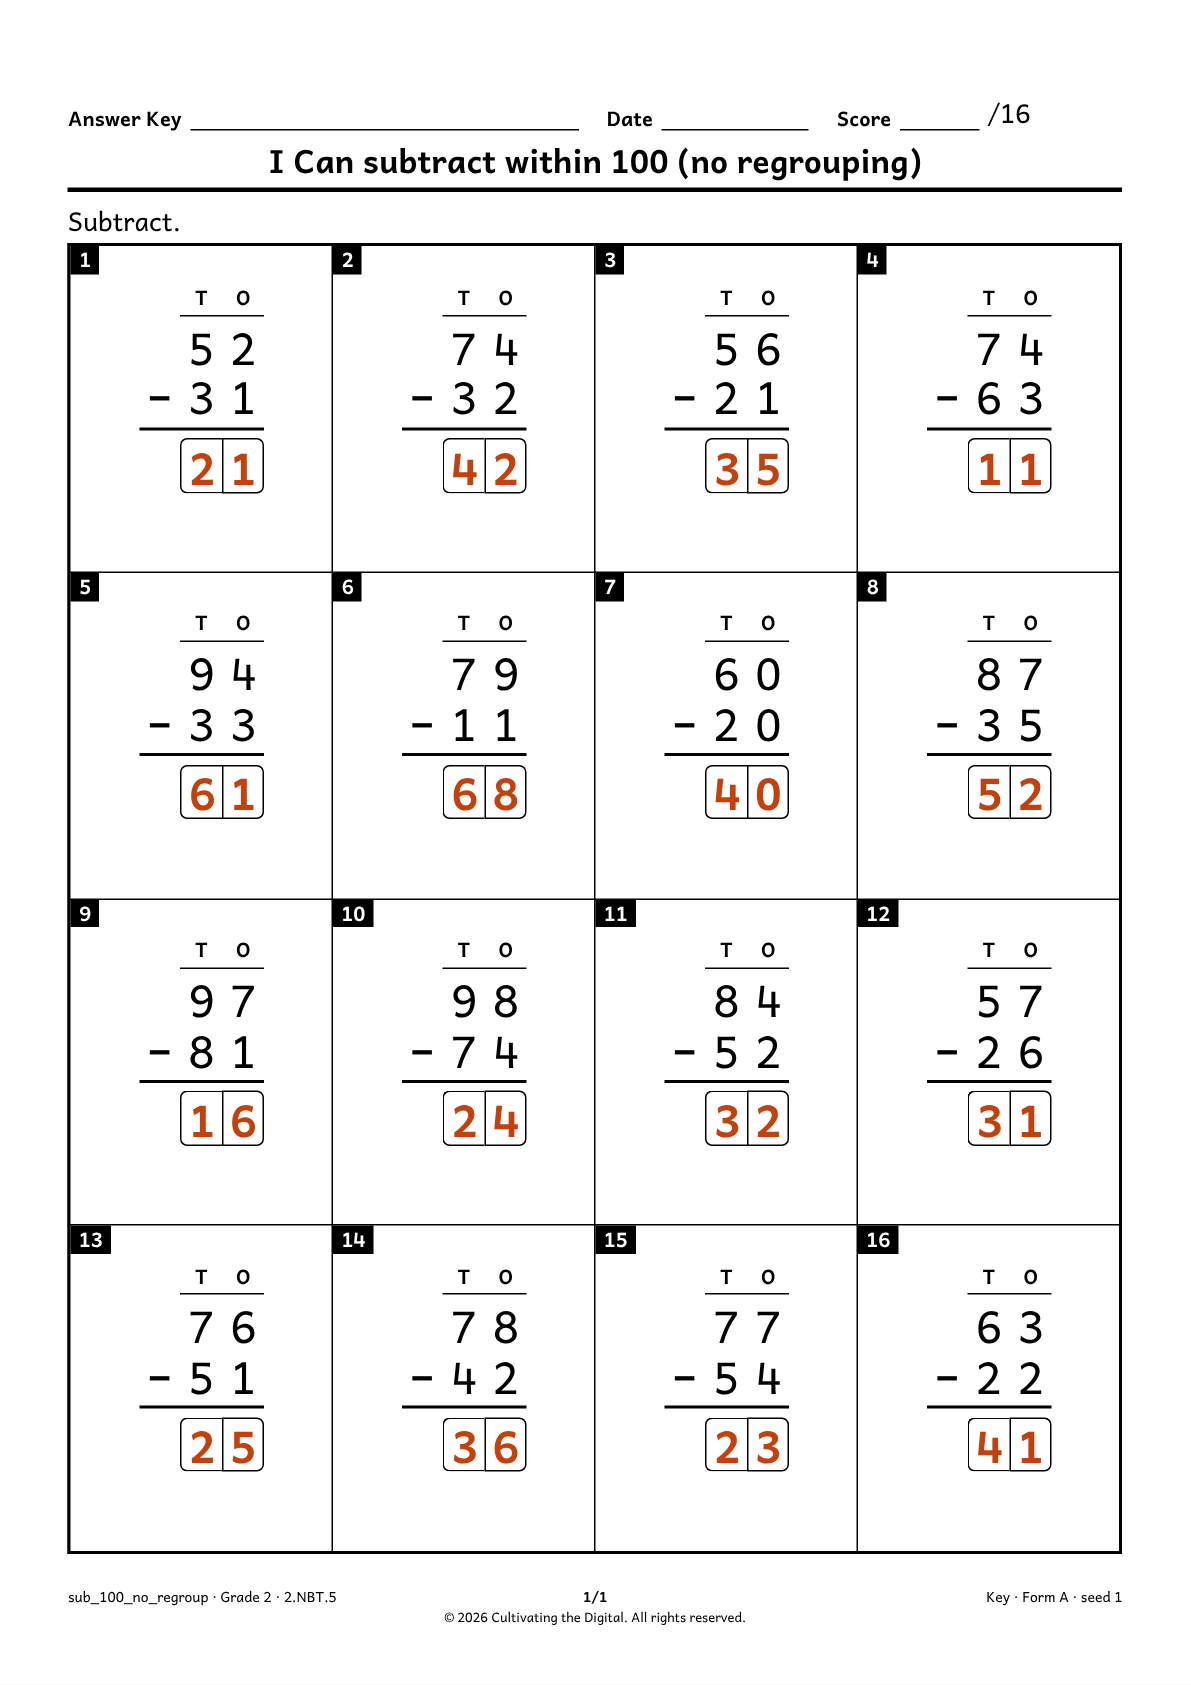 Answer Key ____________ Date ____________ Score ______ /16
I Can subtract within 100 (no regrouping)
Subtract.
1 2 3 4
T O T O T O T O
5 2 7 4 5 6 7 4
− 3 1 − 3 2 − 2 1 − 6 3
2 1 4 2 3 5 1 1
5 6 7 8
T O T O T O T O
9 4 7 9 6 0 8 7
− 3 3 − 1 1 − 2 0 − 3 5
6 1 6 8 4 0 5 2
9 10 11 12
T O T O T O T O
9 7 9 8 8 4 5 7
− 8 1 − 7 4 − 5 2 − 2 6
1 6 2 4 3 2 3 1
13 14 15 16
T O T O T O T O
7 6 7 8 7 7 6 3
− 5 1 − 4 2 − 5 4 − 2 2
2 5 3 6 2 3 4 1
sub_100_no_regroup · Grade 2 · 2.NBT.5 1/1 Key · Form A · seed 1
© 2026 Cultivating the Digital. All rights reserved.